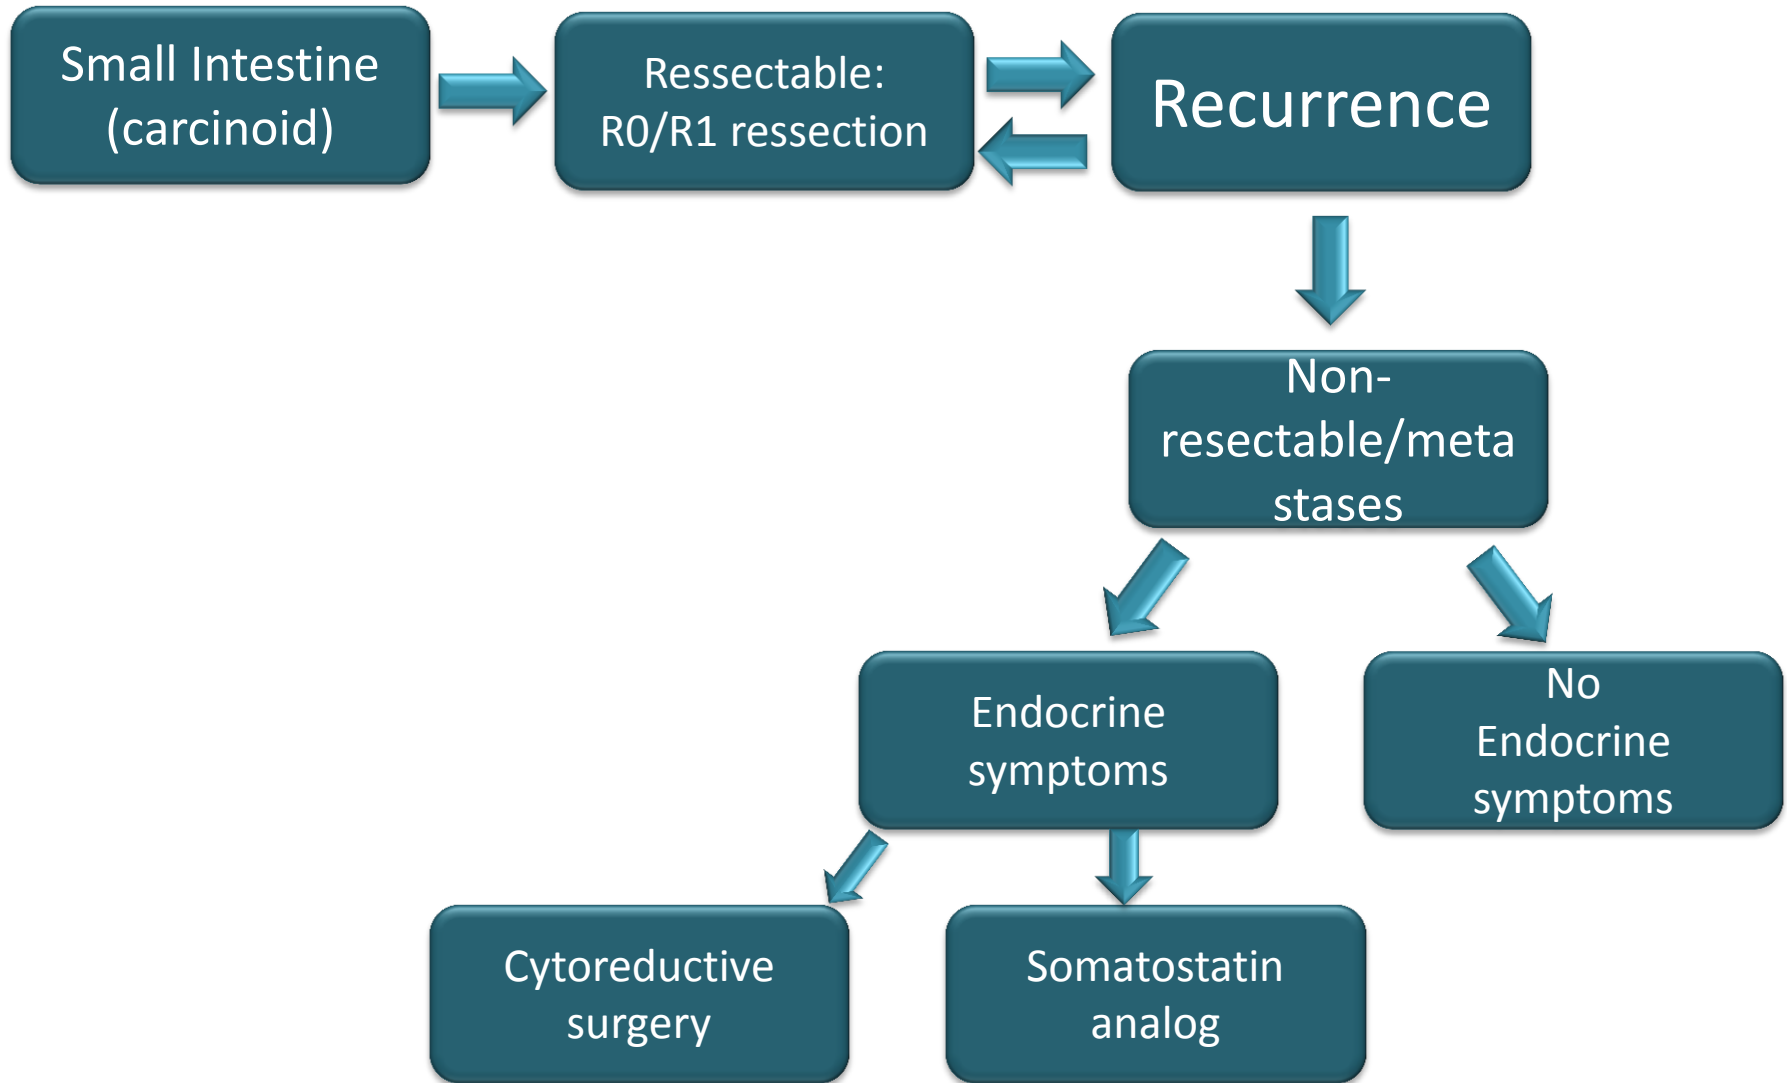 Small Intestine
(carcinoid)
Ressectable:
R0/R1 ressection
Recurrence
Non-
resectable/meta
stases
Endocrine
symptoms
No
Endocrine
symptoms
Cytoreductive
surgery
Somatostatin
analog